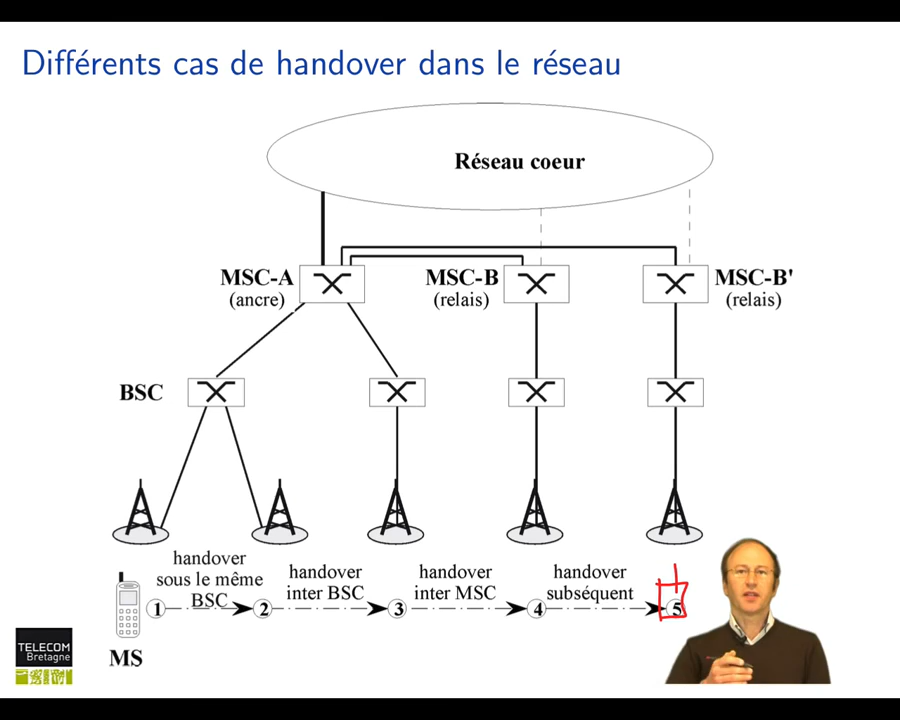 Différents cas de handover dans le réseau
Réseau coeur
MSC-A
(ancre)
MSC-B
(relais)
MSC-B'
(relais)
BSC
handover
sous le même
BSC
handover
inter BSC
handover
inter MSC
handover
subséquent
1
2
3
4
5
MS
TELECOM
Bretagne